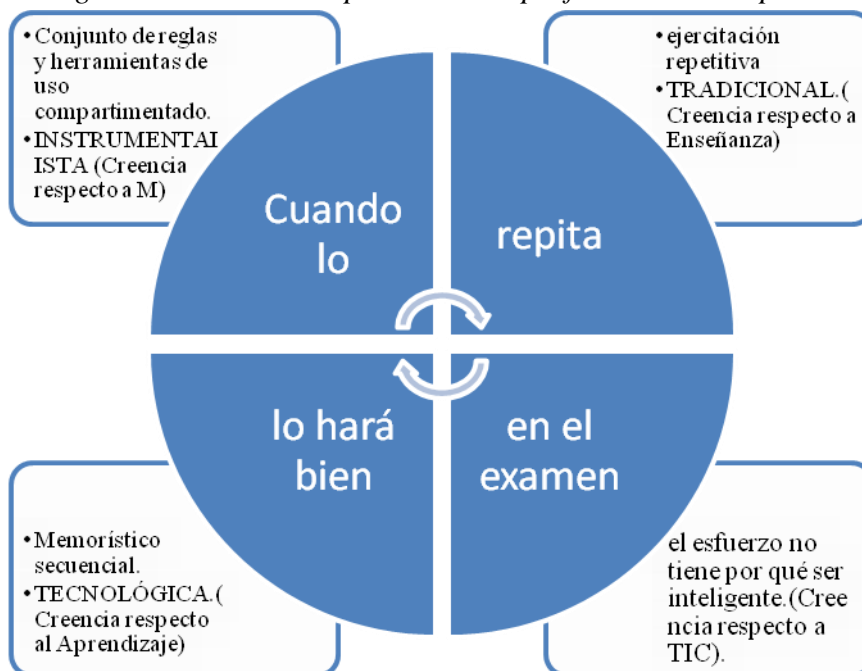 •Conjunto de reglas
y herramientas de
uso
compartimentado.
•INSTRUMENTAL
ISTA (Creencia
respecto a M)
•ejercitación
repetitiva
•TRADICIONAL.(
Creencia respecto a
Enseñanza)
Cuando
lo
repita
lo hará
bien
en el
examen
•Memorístico
secuencial.
•TECNOLÓGICA.(
Creencia respecto
al Aprendizaje)
el esfuerzo no
tiene por qué ser
inteligente.(Cree
ncia respecto a
TIC).